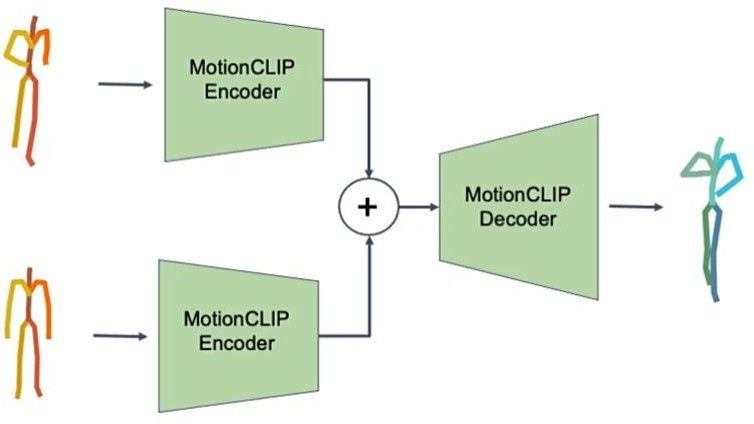 MotionCLIP
Encoder
+
MotionCLIP
Decoder
MotionCLIP
Encoder